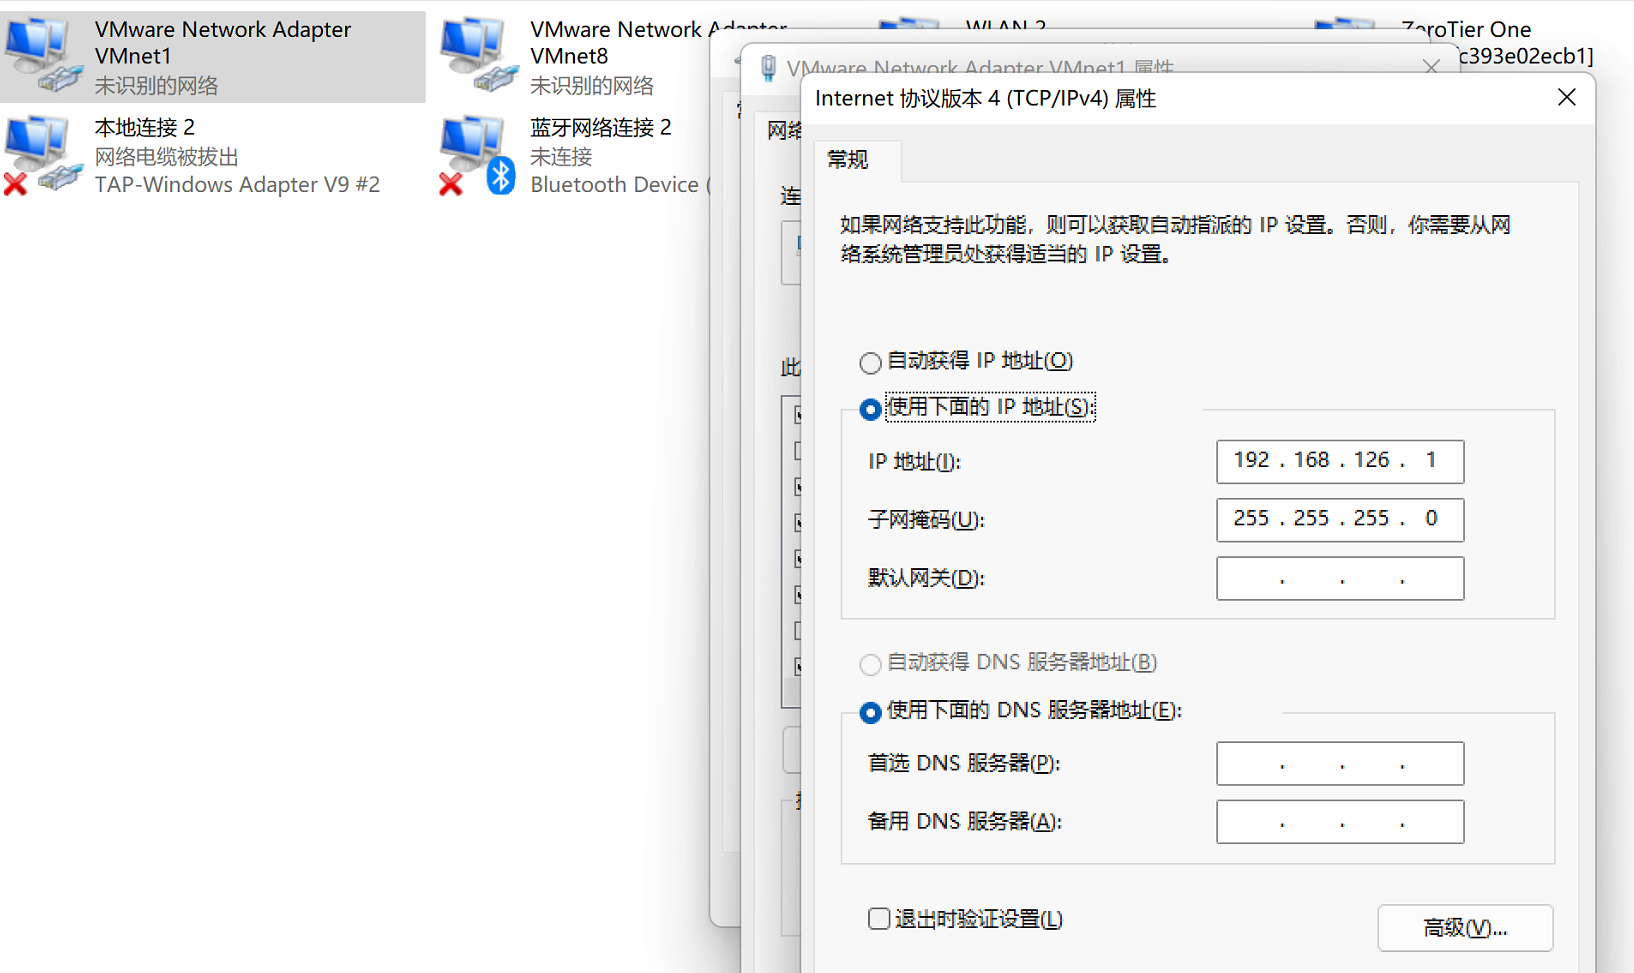 VMware Network Adapter
VMnet1
未识别的网络
VMware Network Adapter
VMnet8
未识别的网络
WLAN 2
ZeroTier One
c393e02ecb1]
本地连接 2
网络电缆被拔出
TAP-Windows Adapter V9 #2
蓝牙网络连接 2
未连接
Bluetooth Device (
VMware Network Adapter VMnet1 属性
网络
连
此
Internet 协议版本 4 (TCP/IPv4) 属性
常规
如果网络支持此功能，则可以获取自动指派的 IP 设置。否则，你需要从网
络系统管理员处获得适当的 IP 设置。
自动获得 IP 地址(O)
使用下面的 IP 地址(S):
IP 地址(I):
192 . 168 . 126 . 1
子网掩码(U):
255 . 255 . 255 . 0
默认网关(D):
. . .
自动获得 DNS 服务器地址(B)
使用下面的 DNS 服务器地址(E):
首选 DNS 服务器(P):
. . .
备用 DNS 服务器(A):
. . .
退出时验证设置(L)
高级(V)...